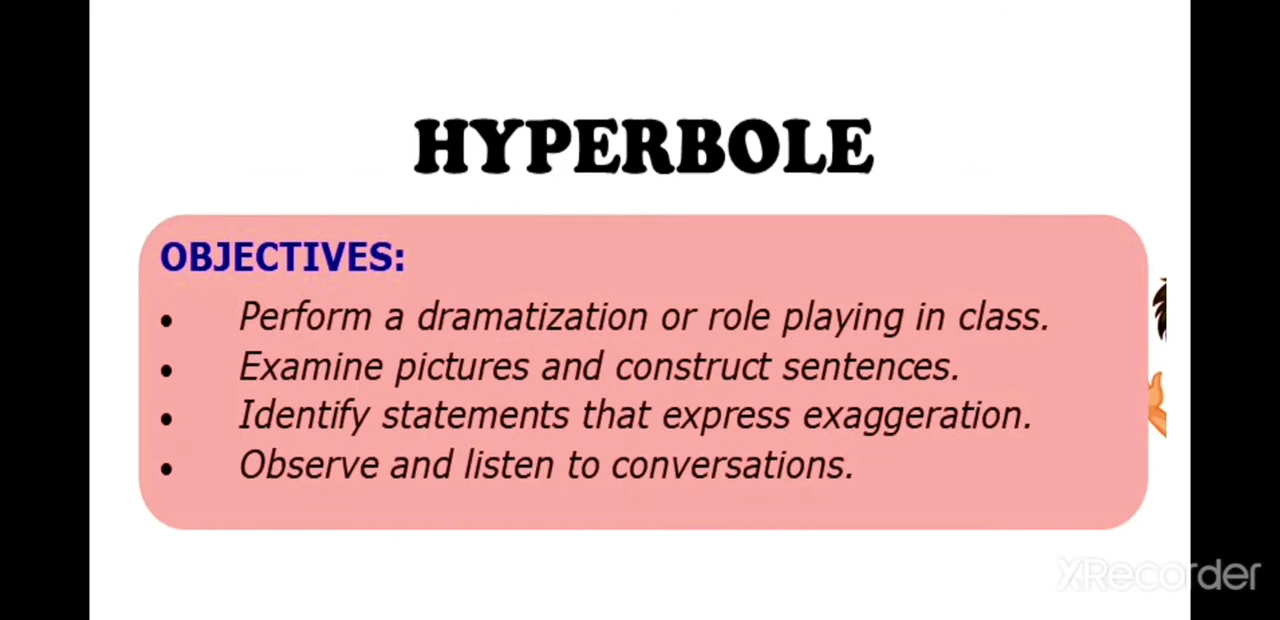 HYPERBOLE
OBJECTIVES:
• Perform a dramatization or role playing in class.
• Examine pictures and construct sentences.
• Identify statements that express exaggeration.
• Observe and listen to conversations.
XRecorder